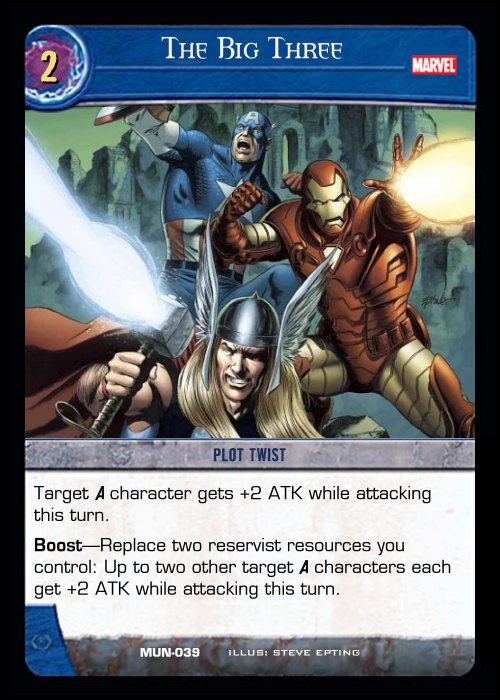 The Big Three
2
MARVEL
PLOT TWIST
Target A character gets +2 ATK while attacking
this turn.
Boost—Replace two reservist resources you
control: Up to two other target A characters each
get +2 ATK while attacking this turn.
MUN-039 ILLUS: STEVE EPTING